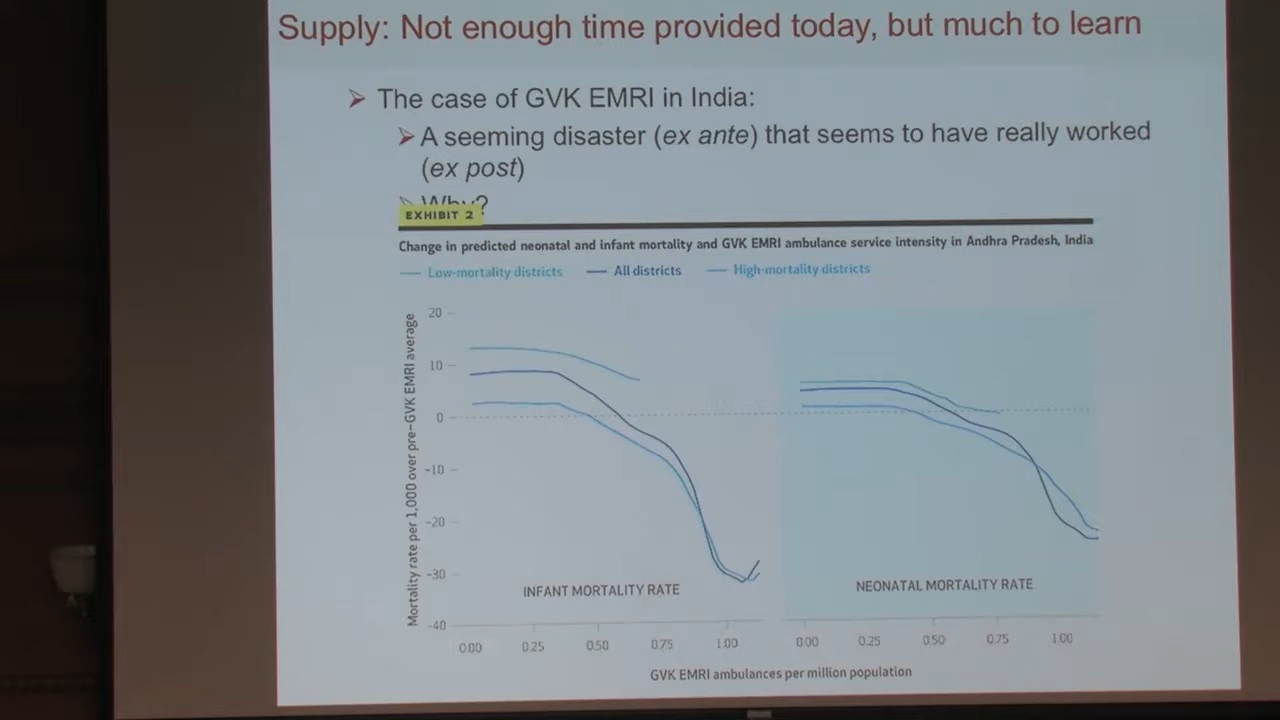 Supply: Not enough time provided today, but much to learn
➢ The case of GVK EMRI in India:
➢ A seeming disaster (ex ante) that seems to have really worked
(ex post)
➢ Why?
EXHIBIT 2
Change in predicted neonatal and infant mortality and GVK EMRI ambulance service intensity in Andhra Pradesh, India
Low-mortality districts All districts High-mortality districts
Mortality rate per 1,000 over pre–GVK EMRI average
20
10
0
-10
-20
-30
-40
INFANT MORTALITY RATE
NEONATAL MORTALITY RATE
0.00 0.25 0.50 0.75 1.00 0.00 0.25 0.50 0.75 1.00
GVK EMRI ambulances per million population